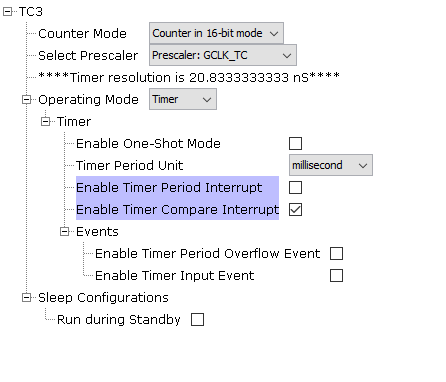 TC3
Counter Mode Counter in 16-bit mode
Select Prescaler Prescaler: GCLK_TC
****Timer resolution is 20.8333333333 nS****
Operating Mode Timer
Timer
Enable One-Shot Mode
Timer Period Unit millisecond
Enable Timer Period Interrupt
Enable Timer Compare Interrupt
Events
Enable Timer Period Overflow Event
Enable Timer Input Event
Sleep Configurations
Run during Standby